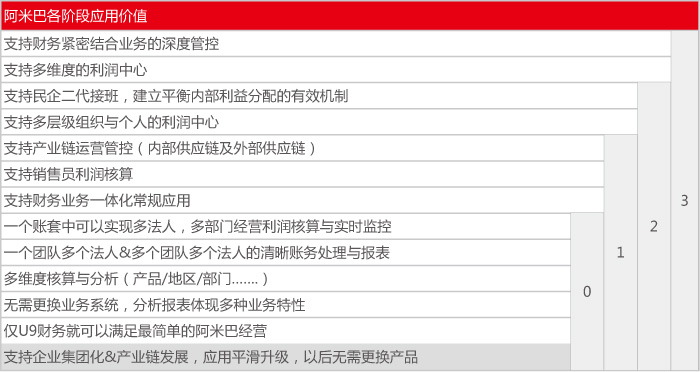 阿米巴各阶段应用价值
支持财务紧密结合业务的深度管控
支持多维度的利润中心
支持民企二代接班，建立平衡内部利益分配的有效机制
支持多层级组织与个人的利润中心
支持产业链运营管控（内部供应链及外部供应链）
支持销售员利润核算
支持财务业务一体化常规应用
一个账套中可以实现多法人，多部门经营利润核算与实时监控
一个团队多个法人&多个团队多个法人的清晰账务处理与报表
多维度核算与分析（产品/地区/部门.......）
无需更换业务系统，分析报表体现多种业务特性
仅U9财务就可以满足最简单的阿米巴经营
支持企业集团化&产业链发展，应用平滑升级，以后无需更换产品
0
1
2
3